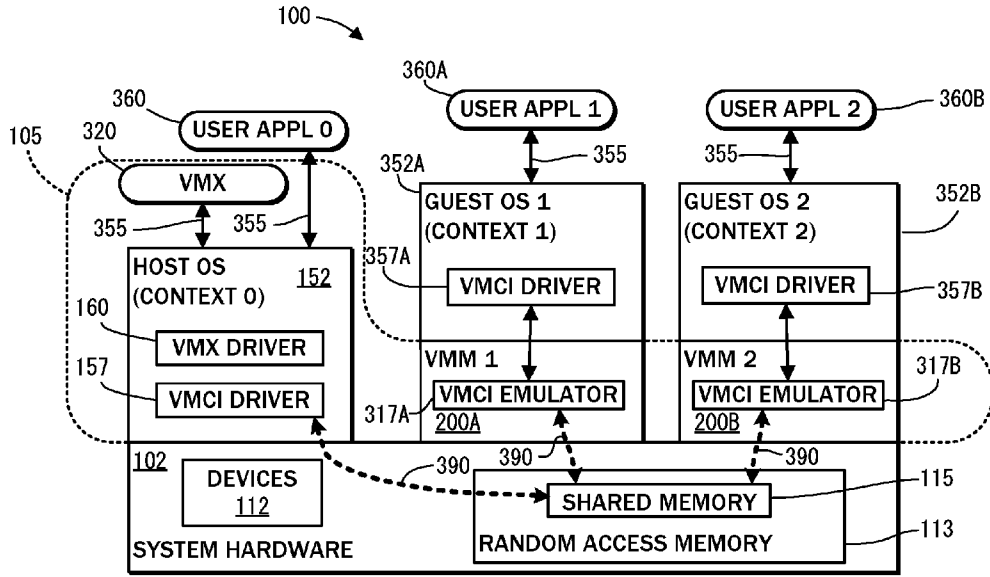 100
360A
360B
360
USER APPL 1
USER APPL 2
105
320
USER APPL 0
355
355
352A
VMX
GUEST OS 1
(CONTEXT 1)
GUEST OS 2
(CONTEXT 2)
352B
355
355
357A
HOST OS
(CONTEXT 0)
152
VMCI DRIVER
VMCI DRIVER
357B
160
VMX DRIVER
VMM 1
VMM 2
317B
157
VMCI DRIVER
VMCI EMULATOR
VMCI EMULATOR
317A
200A
200B
102
390
390
390
DEVICES
112
SHARED MEMORY
115
SYSTEM HARDWARE
RANDOM ACCESS MEMORY
113